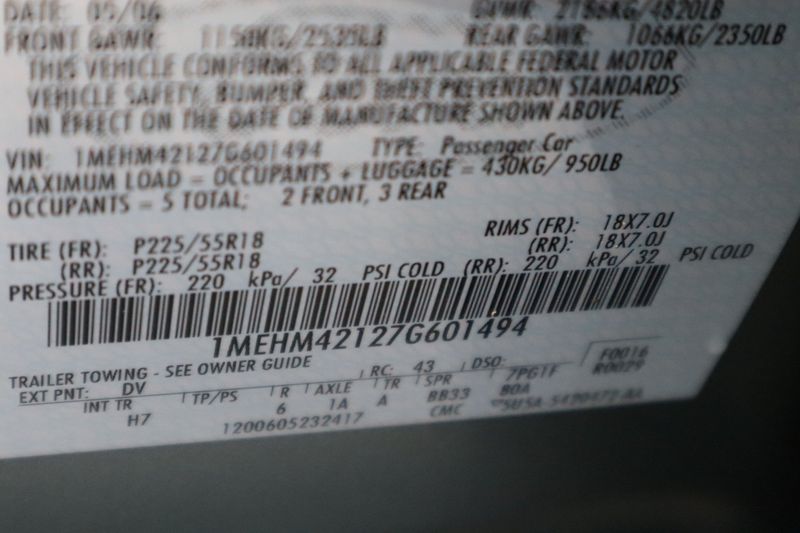 DATE: 05/06 GVWR: 2186KG/4820LB
FRONT GAWR: 1150KG/2535LB REAR GAWR: 1066KG/2350LB
THIS VEHICLE CONFORMS TO ALL APPLICABLE FEDERAL MOTOR
VEHICLE SAFETY, BUMPER, AND THEFT PREVENTION STANDARDS
IN EFFECT ON THE DATE OF MANUFACTURE SHOWN ABOVE.
VIN: 1MEHM42127G601494 TYPE: Passenger Car
MAXIMUM LOAD = OCCUPANTS + LUGGAGE = 430KG/ 950LB
OCCUPANTS = 5 TOTAL; 2 FRONT, 3 REAR
TIRE (FR): P225/55R18 RIMS (FR): 18X7.0J
(RR): P225/55R18 (RR): 18X7.0J
PRESSURE (FR): 220 kPa/ 32 PSI COLD (RR): 220 kPa/ 32 PSI COLD
1MEHM42127G601494
TRAILER TOWING - SEE OWNER GUIDE
EXT PNT: DV RC: 43 DSO: F0016
R0029
INT TR TP/PS R AXLE TR SPR 7PG1F
H7 6 1A A BB33 BOA
1200605232417 CMC